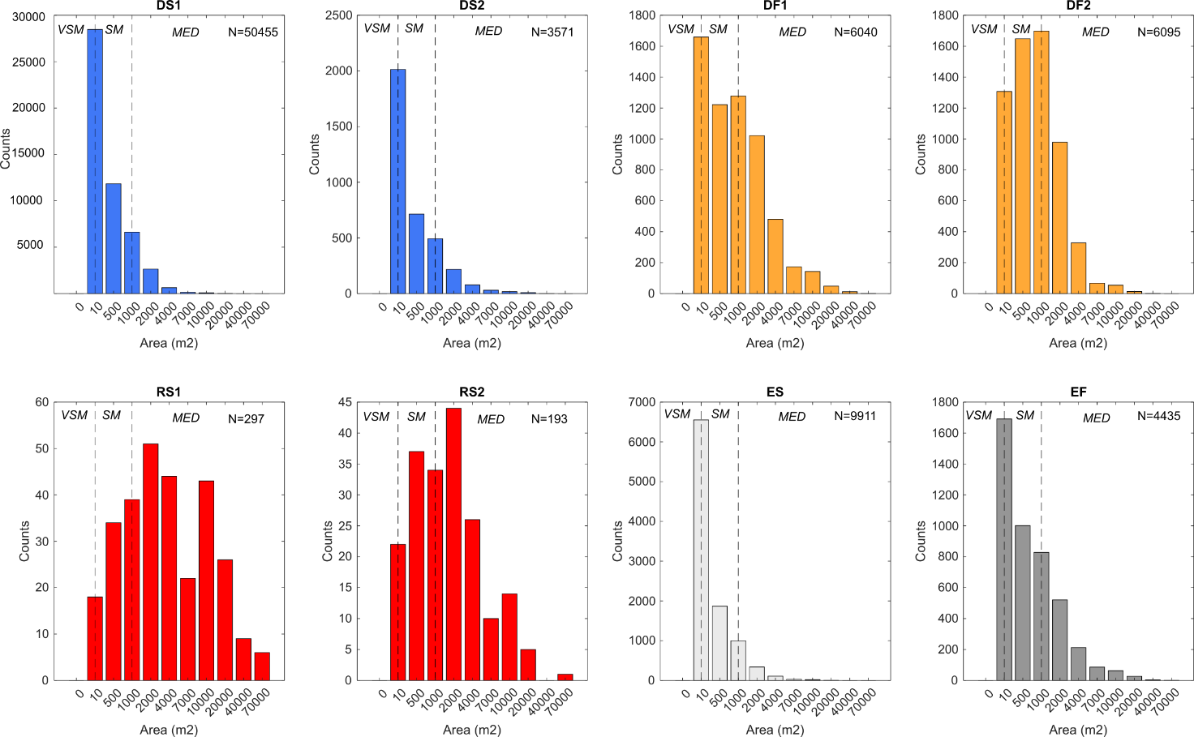 DS1
VSM SM MED N=50455
30000
25000
20000
15000
10000
5000
Counts
0 10 500 1000 2000 4000 7000 10000 20000 40000 70000
Area (m2)
DS2
VSM SM MED N=3571
2500
2000
1500
1000
500
0
Counts
0 10 500 1000 2000 4000 7000 10000 20000 40000 70000
Area (m2)
DF1
VSM SM MED N=6040
1800
1600
1400
1200
1000
800
600
400
200
0
Counts
0 10 500 1000 2000 4000 7000 10000 20000 40000 70000
Area (m2)
DF2
VSM SM MED N=6095
1800
1600
1400
1200
1000
800
600
400
200
0
Counts
0 10 500 1000 2000 4000 7000 10000 20000 40000 70000
Area (m2)
RS1
VSM SM MED N=297
60
50
40
30
20
10
0
Counts
0 10 500 1000 2000 4000 7000 10000 20000 40000 70000
Area (m2)
RS2
VSM SM MED N=193
45
40
35
30
25
20
15
10
5
0
Counts
0 10 500 1000 2000 4000 7000 10000 20000 40000 70000
Area (m2)
ES
VSM SM MED N=9911
7000
6000
5000
4000
3000
2000
1000
0
Counts
0 10 500 1000 2000 4000 7000 10000 20000 40000 70000
Area (m2)
EF
VSM SM MED N=4435
1800
1600
1400
1200
1000
800
600
400
200
0
Counts
0 10 500 1000 2000 4000 7000 10000 20000 40000 70000
Area (m2)